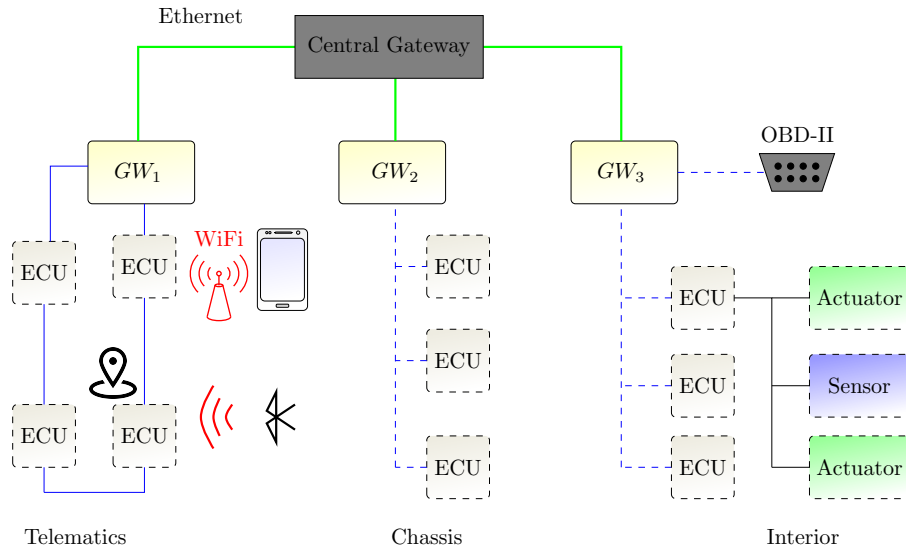 Ethernet
Central Gateway
OBD-II
GW1
GW2
GW3
WiFi
ECU
ECU
ECU
ECU
Actuator
ECU
ECU
Sensor
ECU
ECU
ECU
ECU
Actuator
Telematics
Chassis
Interior